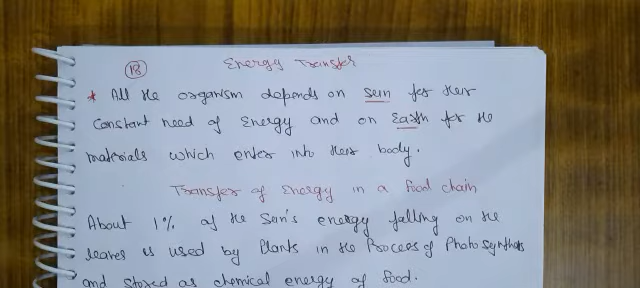 18
Energy Transfer
* All the organism depends on sun for their
constant need of Energy and on Earth for the
materials which enter into their body.
Transfer of Energy in a food chain
About 1% of the Sun's energy falling on the
leaves is used by Plants in the Process of Photosynthesis
and stored as chemical energy of food.